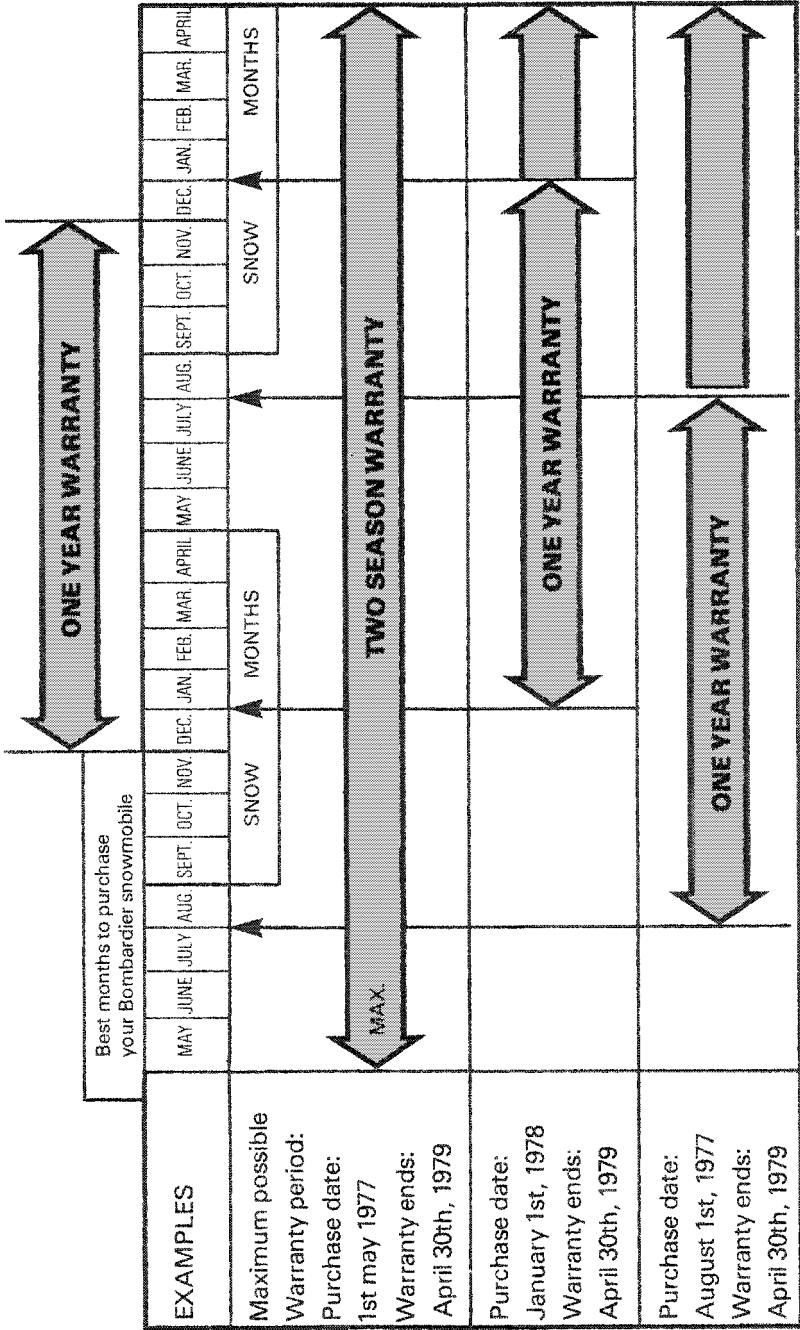 ONE YEAR WARRANTY
Best months to purchase
your Bombardier snowmobile
EXAMPLES
MAY JUNE JULY AUG. SEPT. OCT. NOV. DEC. JAN. FEB. MAR. APRIL MAY JUNE JULY AUG. SEPT. OCT. NOV. DEC. JAN. FEB. MAR. APRIL
SNOW MONTHS SNOW MONTHS
Maximum possible
Warranty period:
Purchase date:
1st may 1977
Warranty ends:
April 30th, 1979
MAX. TWO SEASON WARRANTY
Purchase date:
January 1st, 1978
Warranty ends:
April 30th, 1979
ONE YEAR WARRANTY
Purchase date:
August 1st, 1977
Warranty ends:
April 30th, 1979
ONE YEAR WARRANTY